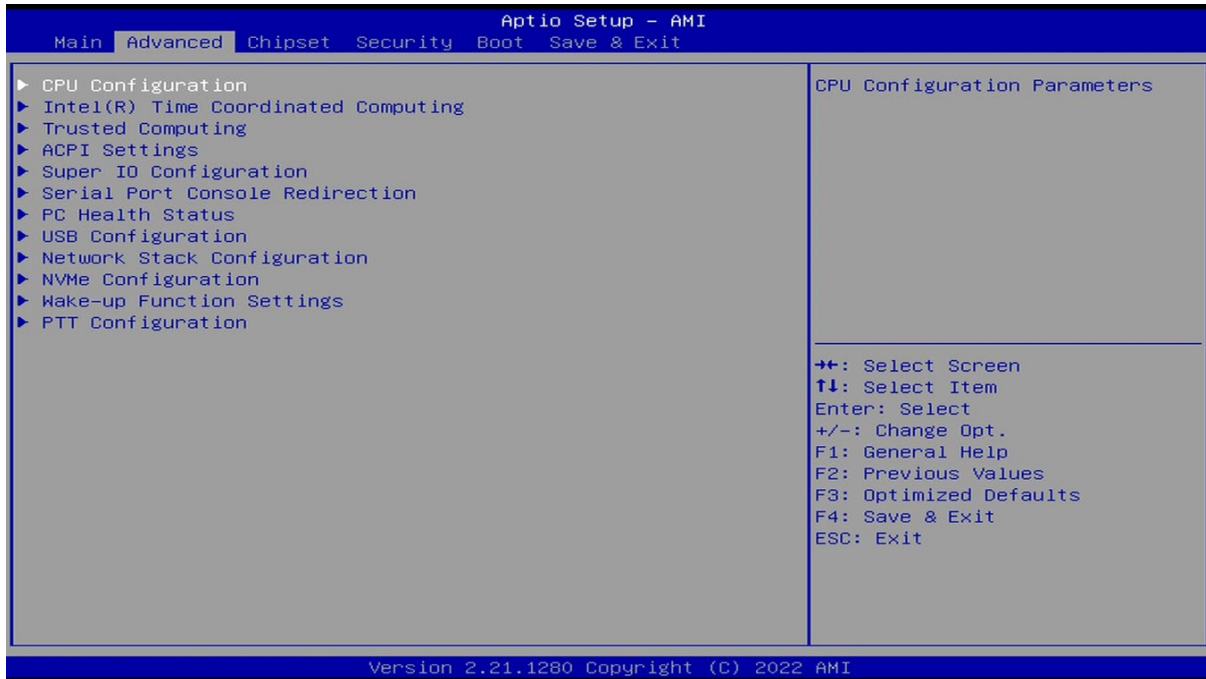 Aptio Setup – AMI
Main Advanced Chipset Security Boot Save & Exit
▶ CPU Configuration
▶ Intel(R) Time Coordinated Computing
▶ Trusted Computing
▶ ACPI Settings
▶ Super IO Configuration
▶ Serial Port Console Redirection
▶ PC Health Status
▶ USB Configuration
▶ Network Stack Configuration
▶ NVMe Configuration
▶ Wake-up Function Settings
▶ PTT Configuration
CPU Configuration Parameters
→←: Select Screen
↑↓: Select Item
Enter: Select
+/-: Change Opt.
F1: General Help
F2: Previous Values
F3: Optimized Defaults
F4: Save & Exit
ESC: Exit
Version 2.21.1280 Copyright (C) 2022 AMI